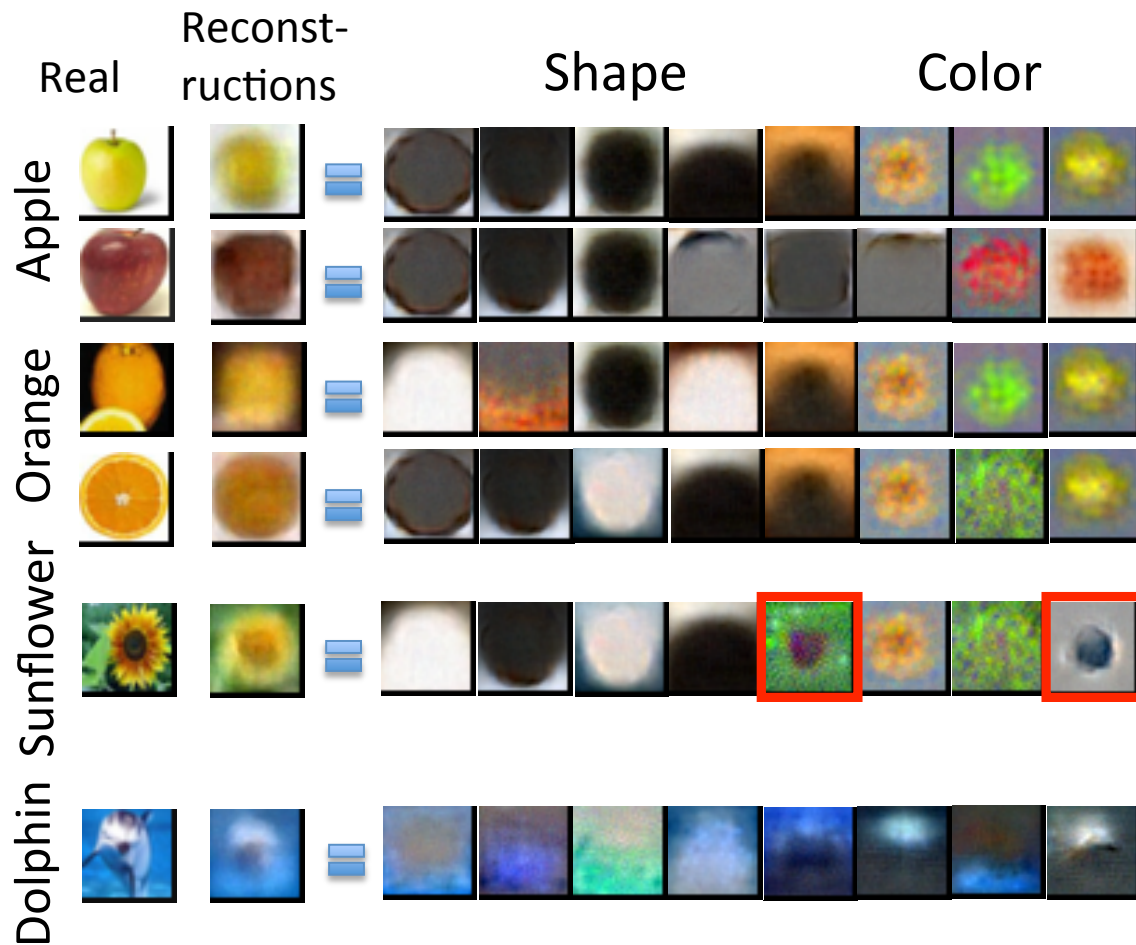 Real
Reconst-
ructions
Shape
Color
Apple
Orange
Sunflower
Dolphin